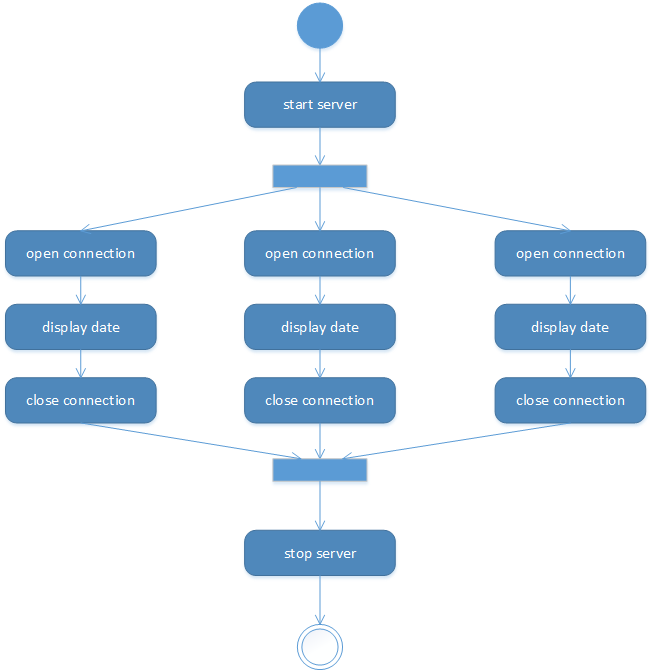 start server
open connection
open connection
open connection
display date
display date
display date
close connection
close connection
close connection
stop server